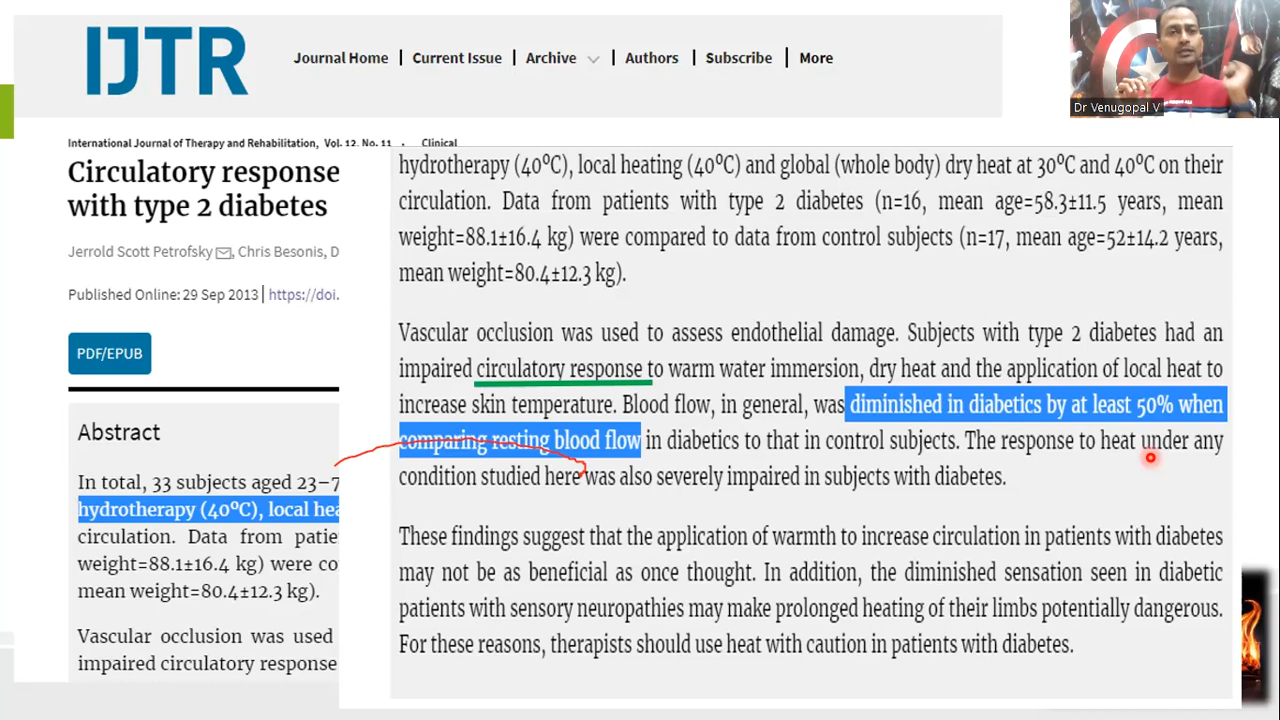 IJTR
Journal Home | Current Issue | Archive | Authors | Subscribe | More
Dr Venugopal V
International Journal of Therapy and Rehabilitation, Vol. 12, No. 11 · Clinical
Circulatory response
with type 2 diabetes
Jerrold Scott Petrofsky, Chris Besonis, D
Published Online: 29 Sep 2013 | https://doi.
PDF/EPUB
Abstract
In total, 33 subjects aged 23–7
hydrotherapy (40ºC), local hea
circulation. Data from patie
weight=88.1±16.4 kg) were co
mean weight=80.4±12.3 kg).
Vascular occlusion was used
impaired circulatory response
hydrotherapy (40ºC), local heating (40ºC) and global (whole body) dry heat at 30ºC and 40ºC on their
circulation. Data from patients with type 2 diabetes (n=16, mean age=58.3±11.5 years, mean
weight=88.1±16.4 kg) were compared to data from control subjects (n=17, mean age=52±14.2 years,
mean weight=80.4±12.3 kg).
Vascular occlusion was used to assess endothelial damage. Subjects with type 2 diabetes had an
impaired circulatory response to warm water immersion, dry heat and the application of local heat to
increase skin temperature. Blood flow, in general, was diminished in diabetics by at least 50% when
comparing resting blood flow in diabetics to that in control subjects. The response to heat under any
condition studied here was also severely impaired in subjects with diabetes.
These findings suggest that the application of warmth to increase circulation in patients with diabetes
may not be as beneficial as once thought. In addition, the diminished sensation seen in diabetic
patients with sensory neuropathies may make prolonged heating of their limbs potentially dangerous.
For these reasons, therapists should use heat with caution in patients with diabetes.